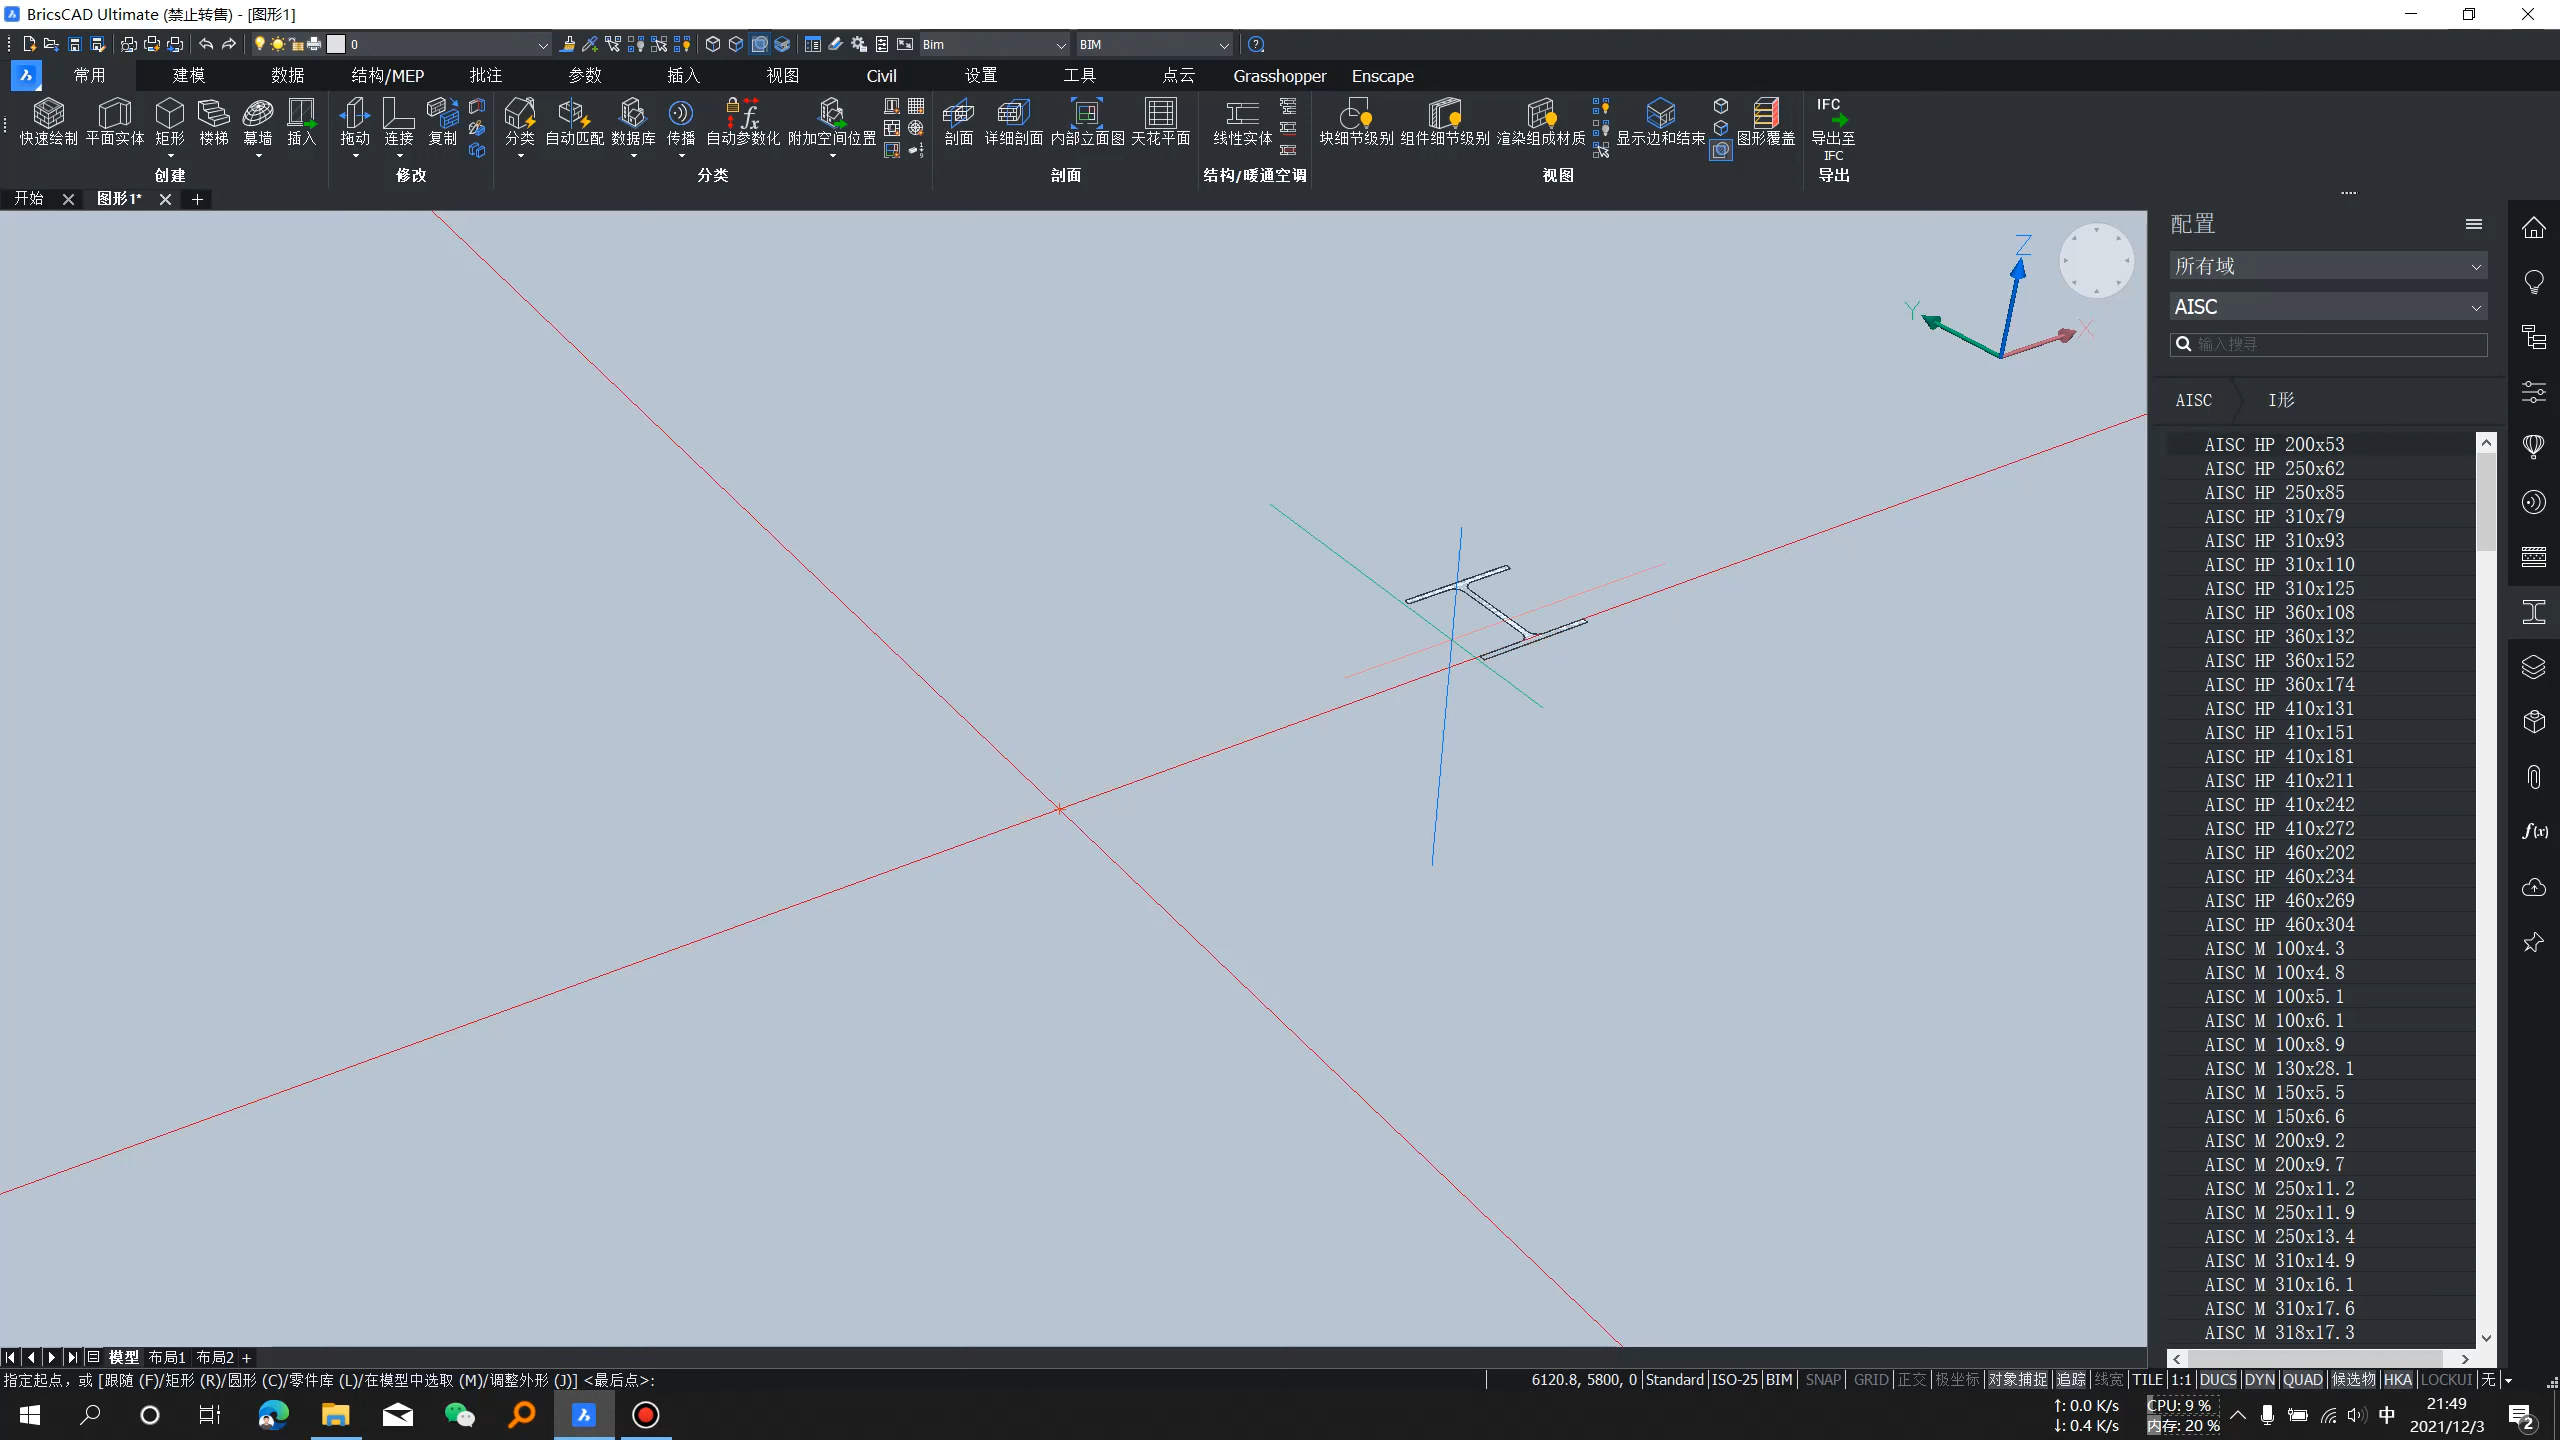 BricsCAD Ultimate (禁止转售) - [图形1]
0
Bim
BIM
常用 建模 数据 结构/MEP 批注 参数 插入 视图 Civil 设置 工具 点云 Grasshopper Enscape
快速绘制 平面实体 矩形 楼梯 幕墙 插入 拖动 连接 复制 分类 自动匹配 数据库 传播 自动参数化 附加空间位置 剖面 详细剖面 内部立面图 天花平面 线性实体 块细节级别 组件细节级别 渲染组成材质 显示边和结束 图形覆盖 IFC 导出至
IFC
创建 修改 分类 剖面 结构/暖通空调 视图 导出
开始 图形1*
配置
所有域
AISC
输入搜寻
AISC I形
AISC HP 200x53
AISC HP 250x62
AISC HP 250x85
AISC HP 310x79
AISC HP 310x93
AISC HP 310x110
AISC HP 310x125
AISC HP 360x108
AISC HP 360x132
AISC HP 360x152
AISC HP 360x174
AISC HP 410x131
AISC HP 410x151
AISC HP 410x181
AISC HP 410x211
AISC HP 410x242
AISC HP 410x272
AISC HP 460x202
AISC HP 460x234
AISC HP 460x269
AISC HP 460x304
AISC M 100x4.3
AISC M 100x4.8
AISC M 100x5.1
AISC M 100x6.1
AISC M 100x8.9
AISC M 130x28.1
AISC M 150x5.5
AISC M 150x6.6
AISC M 200x9.2
AISC M 200x9.7
AISC M 250x11.2
AISC M 250x11.9
AISC M 250x13.4
AISC M 310x14.9
AISC M 310x16.1
AISC M 310x17.6
AISC M 318x17.3
Z
Y
X
f(x)
模型 布局1 布局2 +
指定起点，或 [跟随 (F)/矩形 (R)/圆形 (C)/零件库 (L)/在模型中选取 (M)/调整外形 (J)] <最后点>:
6120.8, 5800, 0 Standard ISO-25 BIM SNAP GRID 正交 极坐标 对象捕捉 追踪 线宽 TILE 1:1 DUCS DYN QUAD 候选物 HKA LOCKUI 无
↑: 0.0 K/s
↓: 0.4 K/s
CPU: 9 %
内存: 20 %
中
21:49
2021/12/3
2